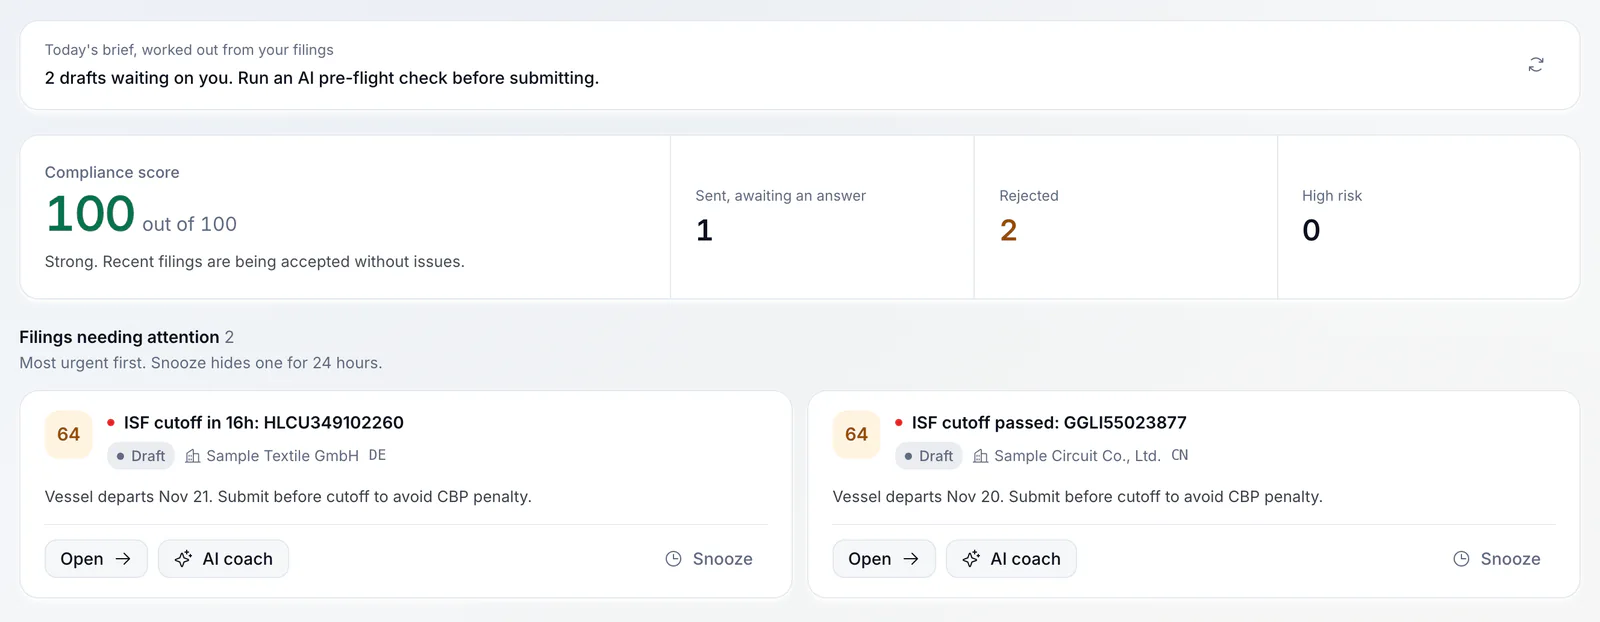 Today's brief, worked out from your filings
2 drafts waiting on you. Run an AI pre-flight check before submitting.
Compliance score
100 out of 100
Strong. Recent filings are being accepted without issues.
Sent, awaiting an answer
1
Rejected
2
High risk
0
Filings needing attention 2
Most urgent first. Snooze hides one for 24 hours.
64
ISF cutoff in 16h: HLCU349102260
Draft Sample Textile GmbH DE
Vessel departs Nov 21. Submit before cutoff to avoid CBP penalty.
Open → AI coach Snooze
64
ISF cutoff passed: GGLI55023877
Draft Sample Circuit Co., Ltd. CN
Vessel departs Nov 20. Submit before cutoff to avoid CBP penalty.
Open → AI coach Snooze